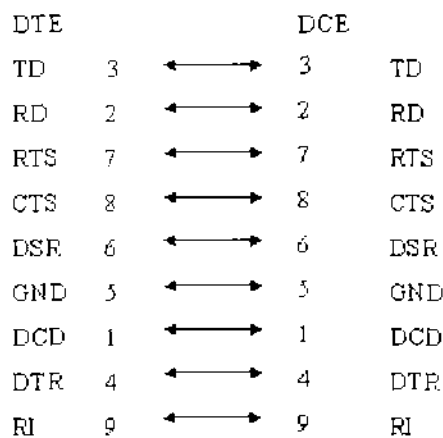 DTE DCE
TD 3 3 TD
RD 2 2 RD
RTS 7 7 RTS
CTS 8 8 CTS
DSR 6 6 DSR
GND 5 5 GND
DCD 1 1 DCD
DTR 4 4 DTR
RI 9 9 RI